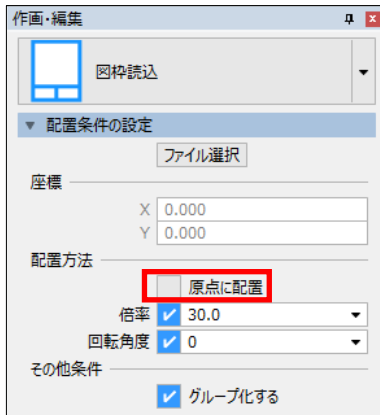 作画・編集
図枠読込
配置条件の設定
ファイル選択
座標
X 0.000
Y 0.000
配置方法
原点に配置
倍率 30.0
回転角度 0
その他条件
グループ化する